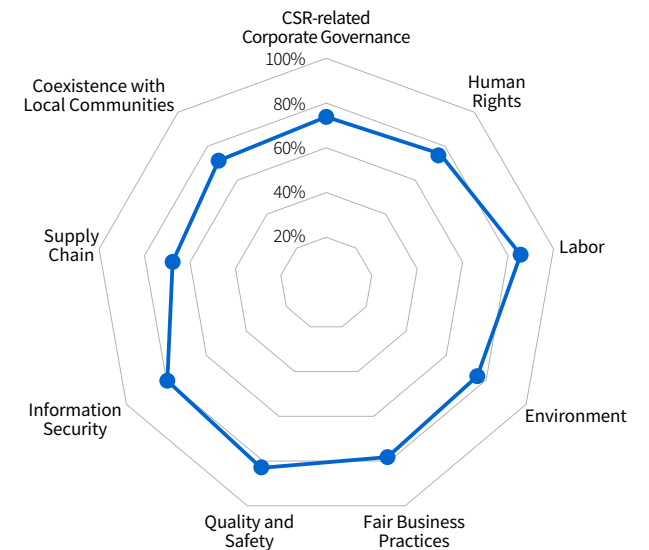 CSR-related
Corporate Governance
100%
80%
60%
40%
20%
Human
Rights
Labor
Environment
Fair Business
Practices
Quality and
Safety
Information
Security
Supply
Chain
Coexistence with
Local Communities